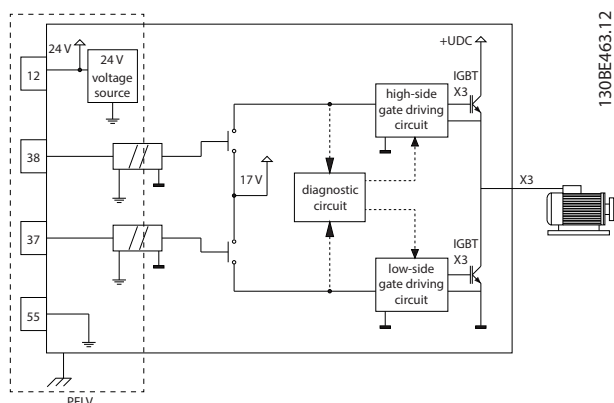 130BE463.12
24 V
12
24 V
voltage
source
+UDC
IGBT
X3
high-side
gate driving
circuit
38
17 V
diagnostic
circuit
X3
37
IGBT
X3
low-side
gate driving
circuit
55
PELV